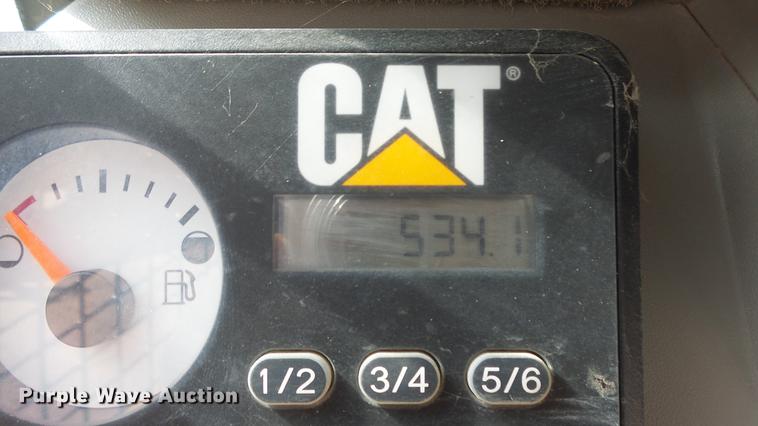 CAT®
534.1
1/2 3/4 5/6
Purple Wave Auction